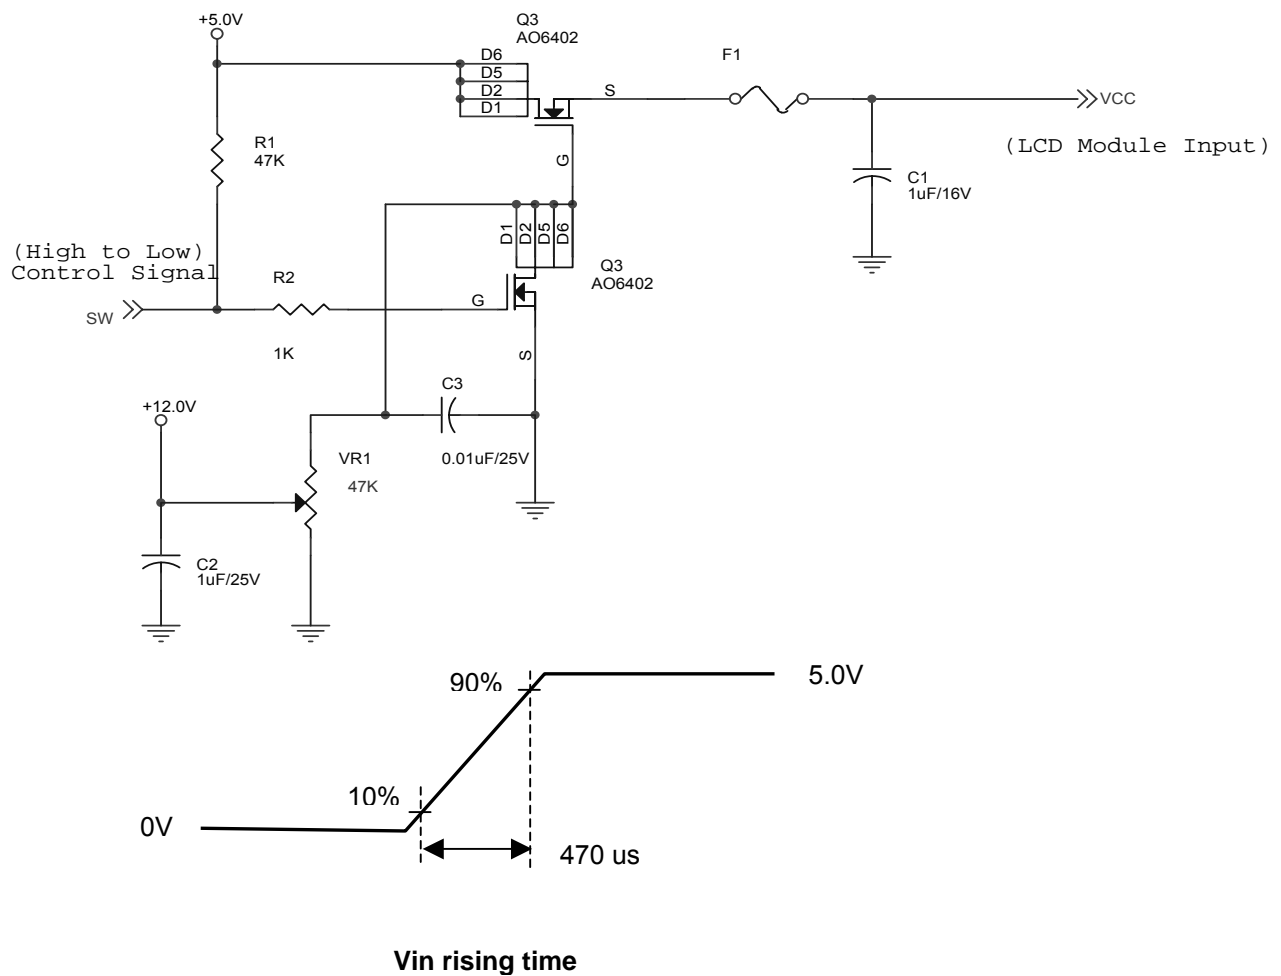 +5.0V
Q3
AO6402
D6
D5
D2
D1
S
F1
VCC
(LCD Module Input)
R1
47K
G
C1
1uF/16V
D1
D2
D5
D6
(High to Low)
Control Signal
Q3
AO6402
R2
G
SW
1K
S
C3
+12.0V
VR1
0.01uF/25V
47K
C2
1uF/25V
90%
5.0V
10%
0V
470 us
Vin rising time